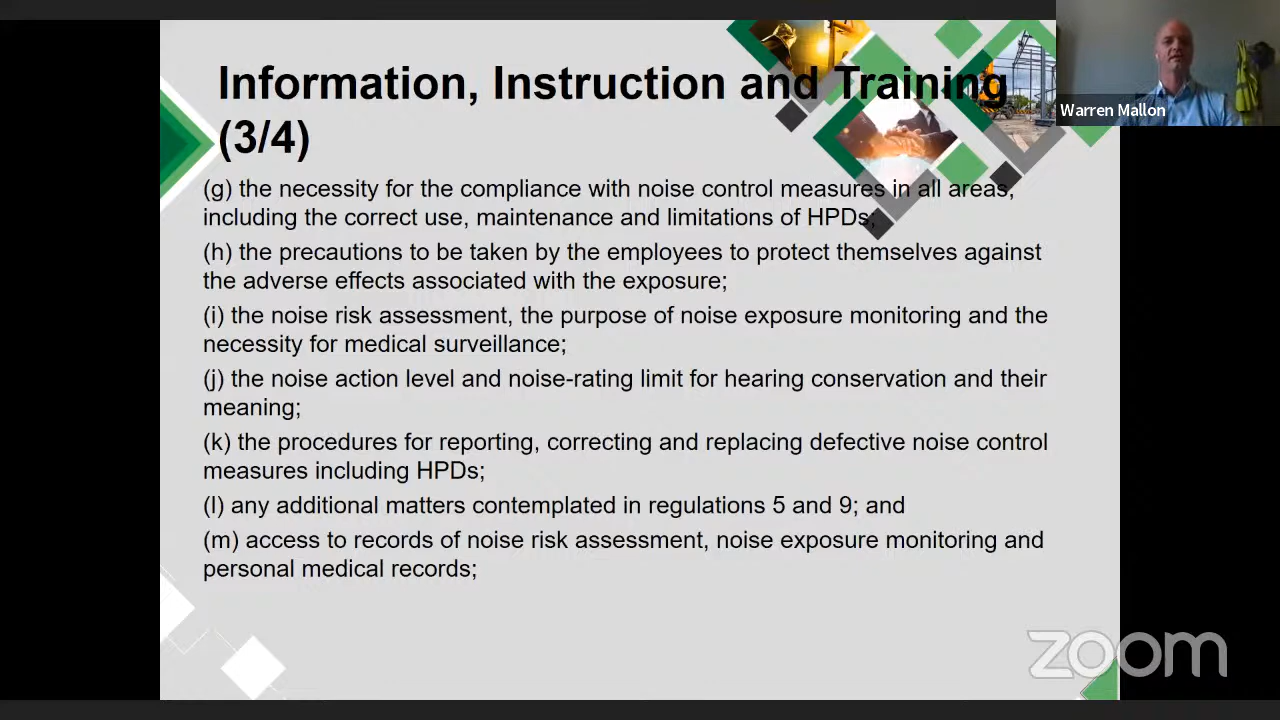 Information, Instruction and Training
(3/4)
(g) the necessity for the compliance with noise control measures in all areas,
including the correct use, maintenance and limitations of HPDs;
(h) the precautions to be taken by the employees to protect themselves against
the adverse effects associated with the exposure;
(i) the noise risk assessment, the purpose of noise exposure monitoring and the
necessity for medical surveillance;
(j) the noise action level and noise-rating limit for hearing conservation and their
meaning;
(k) the procedures for reporting, correcting and replacing defective noise control
measures including HPDs;
(l) any additional matters contemplated in regulations 5 and 9; and
(m) access to records of noise risk assessment, noise exposure monitoring and
personal medical records;
Warren Mallon
zoom